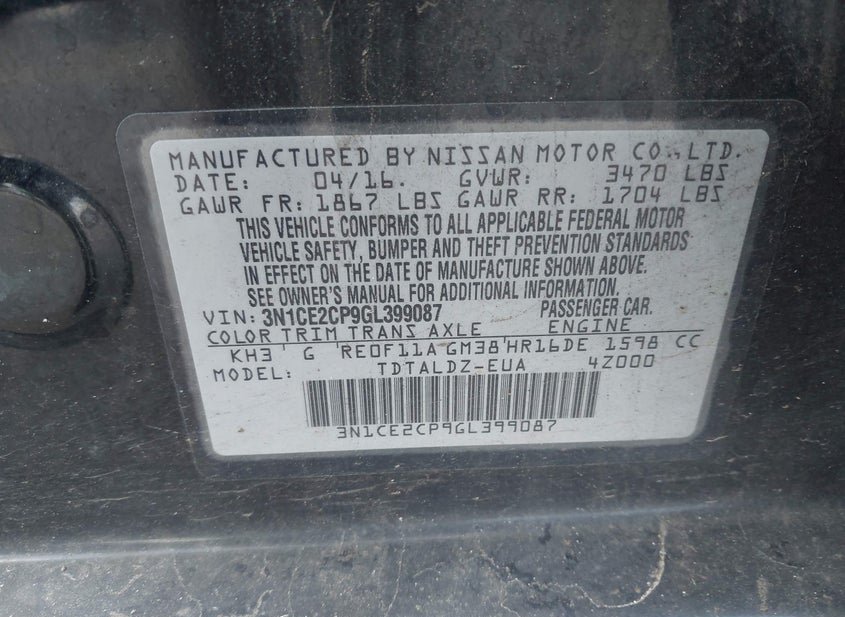 MANUFACTURED BY NISSAN MOTOR CO.,LTD.
DATE: 04/16. GVWR: 3470 LBS
GAWR FR: 1867 LBS GAWR RR: 1704 LBS
THIS VEHICLE CONFORMS TO ALL APPLICABLE FEDERAL MOTOR
VEHICLE SAFETY, BUMPER AND THEFT PREVENTION STANDARDS
IN EFFECT ON THE DATE OF MANUFACTURE SHOWN ABOVE.
SEE OWNER'S MANUAL FOR ADDITIONAL INFORMATION.
VIN: 3N1CE2CP9GL399087 PASSENGER CAR.
COLOR TRIM TRANS AXLE ENGINE
KH3 G RE0F11A GM38 HR16DE 1598 CC
MODEL: TDTALDZ-EUA 4Z000
3N1CE2CP9GL399087